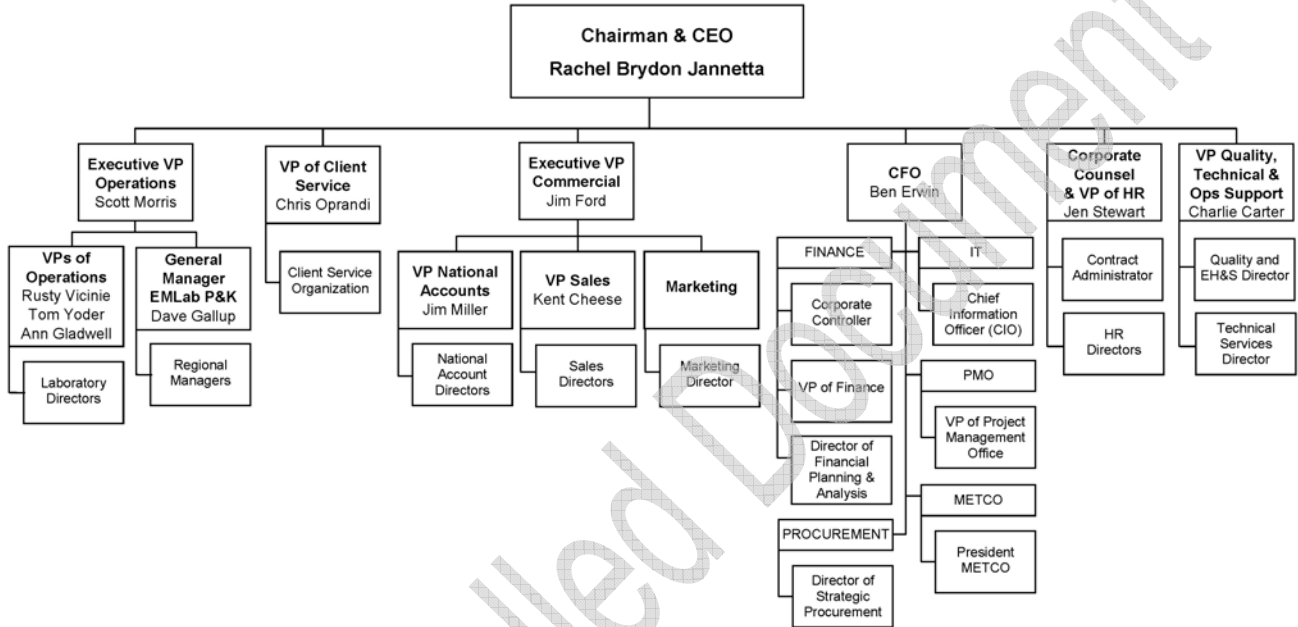 Chairman & CEO
Rachel Brydon Jannetta
Executive VP
Operations
Scott Morris
VP of Client
Service
Chris Oprandi
Executive VP
Commercial
Jim Ford
CFO
Ben Erwin
Corporate
Counsel
& VP of HR
Jen Stewart
VP Quality,
Technical &
Ops Support
Charlie Carter
VPs of
Operations
Rusty Vicinie
Tom Yoder
Ann Gladwell
General
Manager
EMLab P&K
Dave Gallup
Client Service
Organization
VP National
Accounts
Jim Miller
VP Sales
Kent Cheese
Marketing
FINANCE
IT
Contract
Administrator
Quality and
EH&S Director
Corporate
Controller
Chief
Information
Officer (CIO)
HR
Directors
Technical
Services
Director
Laboratory
Directors
Regional
Managers
National
Account
Directors
Sales
Directors
Marketing
Director
VP of Finance
PMO
VP of Project
Management
Office
Director of
Financial
Planning &
Analysis
METCO
PROCUREMENT
President
METCO
Director of
Strategic
Procurement
lled Document